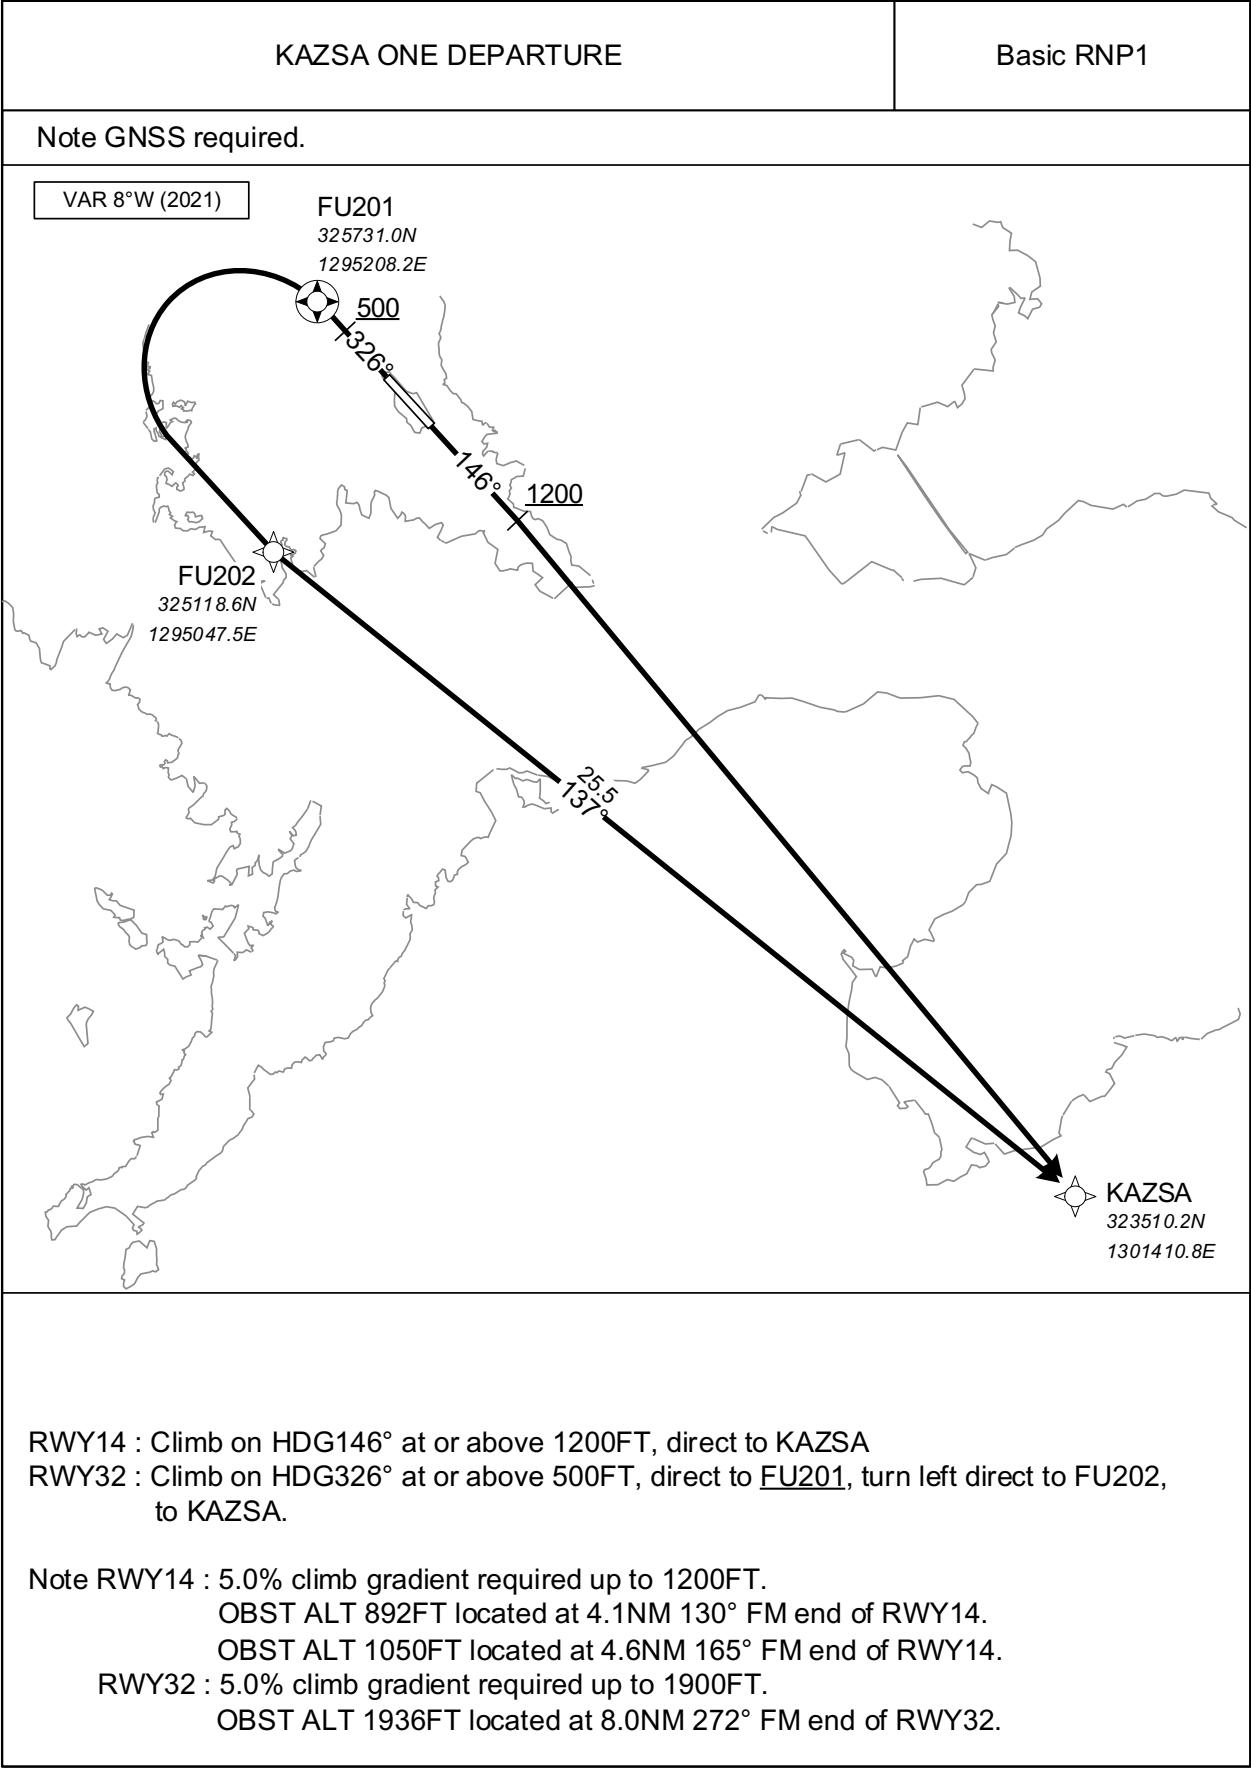 KAZSA ONE DEPARTURE
Basic RNP1
Note GNSS required.
VAR 8°W (2021)
FU201
325731.0N
1295208.2E
500
326°
146°
1200
FU202
325118.6N
1295047.5E
25.5
137°
KAZSA
323510.2N
1301410.8E
RWY14 : Climb on HDG146° at or above 1200FT, direct to KAZSA
RWY32 : Climb on HDG326° at or above 500FT, direct to FU201, turn left direct to FU202,
to KAZSA.
Note RWY14 : 5.0% climb gradient required up to 1200FT.
OBST ALT 892FT located at 4.1NM 130° FM end of RWY14.
OBST ALT 1050FT located at 4.6NM 165° FM end of RWY14.
RWY32 : 5.0% climb gradient required up to 1900FT.
OBST ALT 1936FT located at 8.0NM 272° FM end of RWY32.